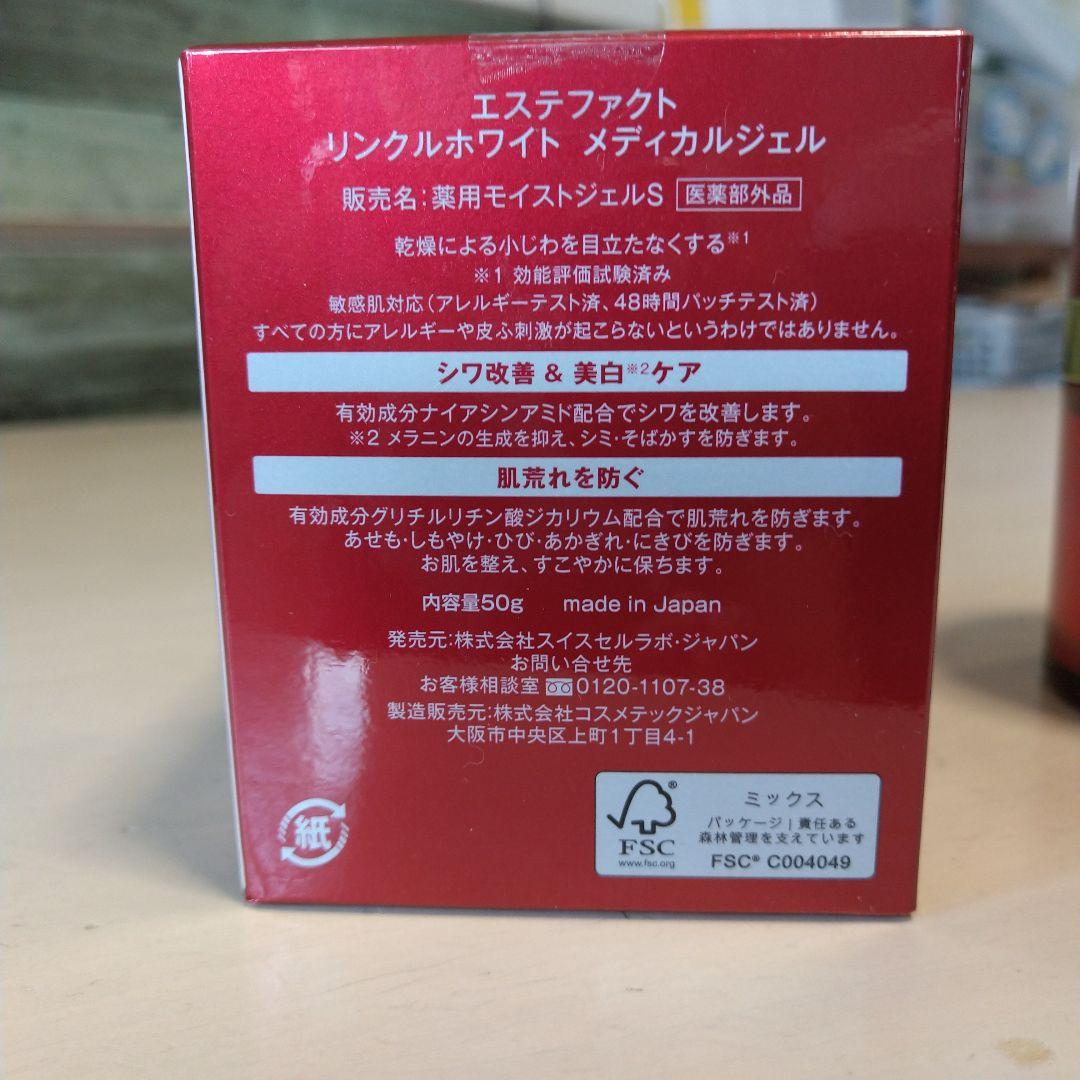 エステファクト
リンクルホワイト メディカルジェル
販売名:薬用モイストジェルS 医薬部外品
乾燥による小じわを目立たなくする※1
※1 効能評価試験済み
敏感肌対応(アレルギーテスト済、48時間パッチテスト済)
すべての方にアレルギーや皮ふ刺激が起こらないというわけではありません。
シワ改善 & 美白※2ケア
有効成分ナイアシンアミド配合でシワを改善します。
※2 メラニンの生成を抑え、シミ・そばかすを防ぎます。
肌荒れを防ぐ
有効成分グリチルリチン酸ジカリウム配合で肌荒れを防ぎます。
あせも・しもやけ・ひび・あかぎれ・にきびを防ぎます。
お肌を整え、すこやかに保ちます。
内容量50g made in Japan
発売元:株式会社スイスセルラボ・ジャパン
お問い合せ先
お客様相談室 0120-1107-38
製造販売元:株式会社コスメテックジャパン
大阪市中央区上町1丁目4-1
紙
FSC®
www.fsc.org
ミックス
パッケージ|責任ある
森林管理を支えています
FSC® C004049